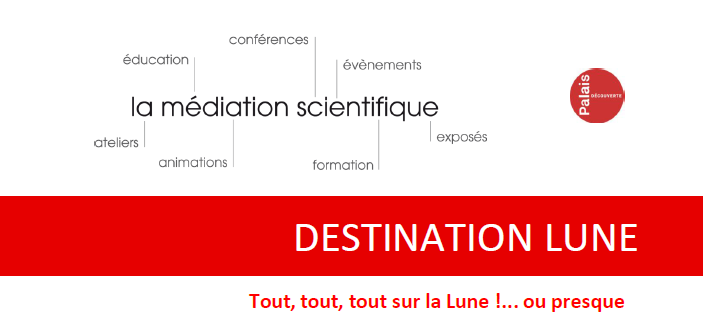 conférences
éducation
évènements
la médiation scientifique
ateliers
animations
formation
exposés
Palais
DÉCOUVERTE
DESTINATION LUNE
Tout, tout, tout sur la Lune !... ou presque